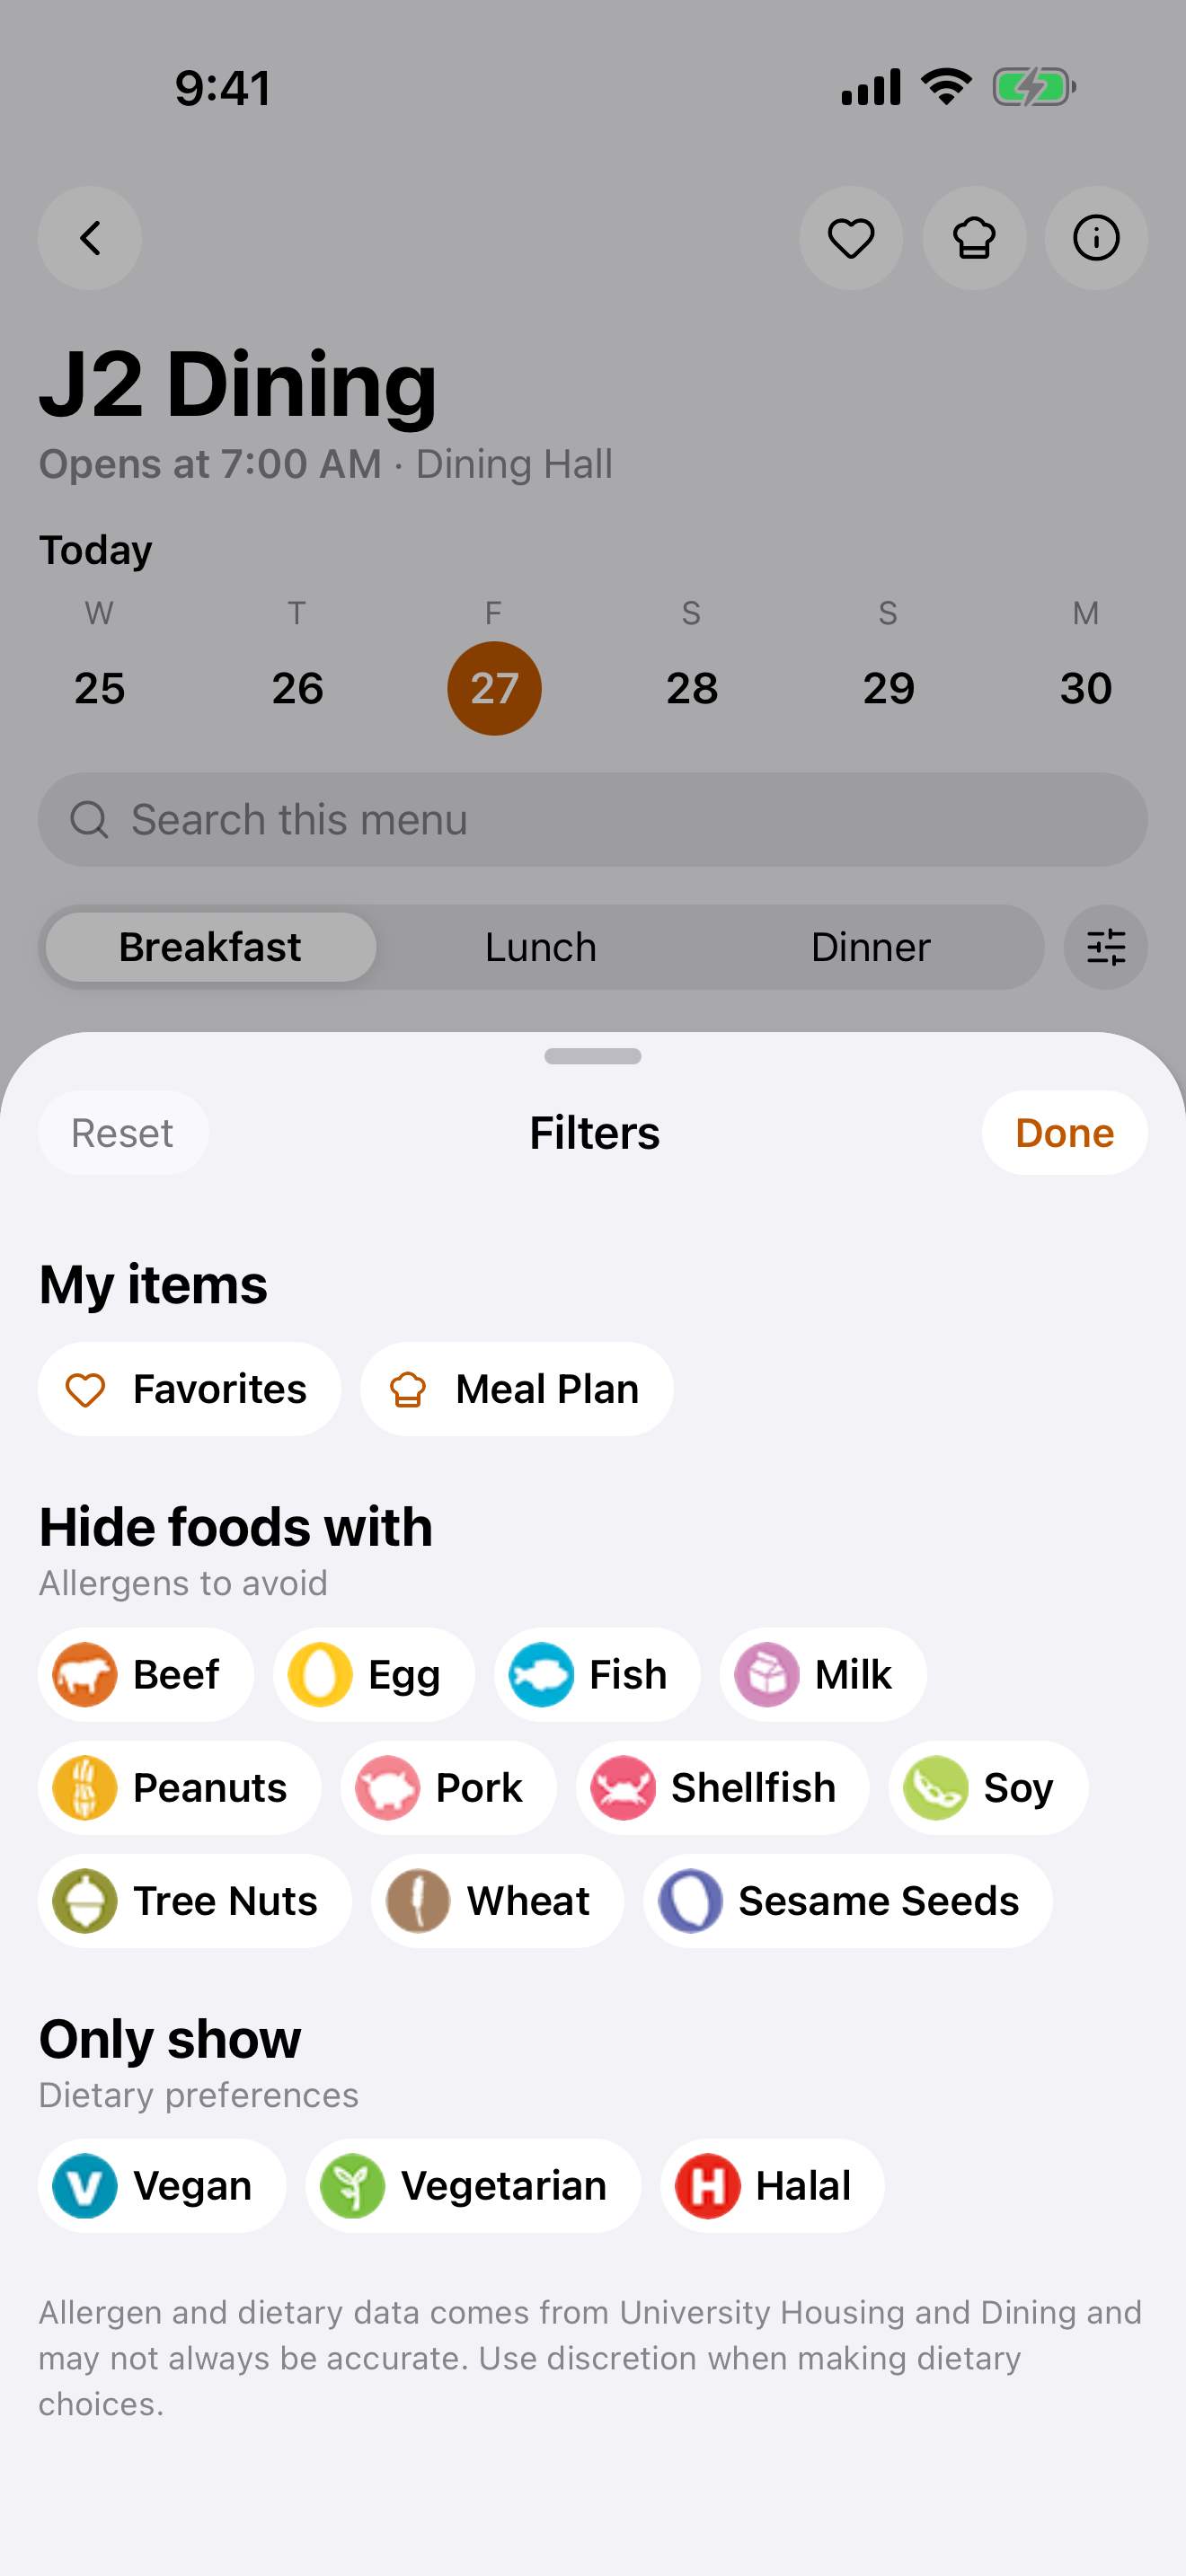 9:41
J2 Dining
Opens at 7:00 AM · Dining Hall
Today
W T F S S M
25 26 27 28 29 30
Search this menu
Breakfast Lunch Dinner
Reset Filters Done
My items
Favorites Meal Plan
Hide foods with
Allergens to avoid
Beef Egg Fish Milk
Peanuts Pork Shellfish Soy
Tree Nuts Wheat Sesame Seeds
Only show
Dietary preferences
V Vegan Vegetarian H Halal
Allergen and dietary data comes from University Housing and Dining and
may not always be accurate. Use discretion when making dietary
choices.